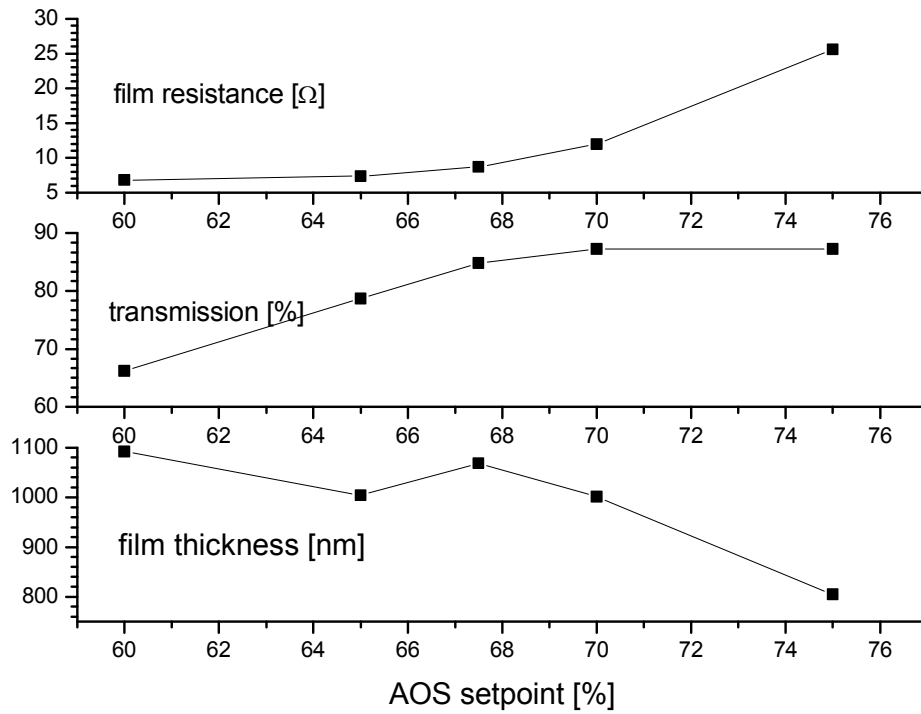 30
25
20
film resistance [Ω]
15
10
5
60 62 64 66 68 70 72 74 76
90
80
transmission [%]
70
60
60 62 64 66 68 70 72 74 76
1100
1000
film thickness [nm]
900
800
60 62 64 66 68 70 72 74 76
AOS setpoint [%]